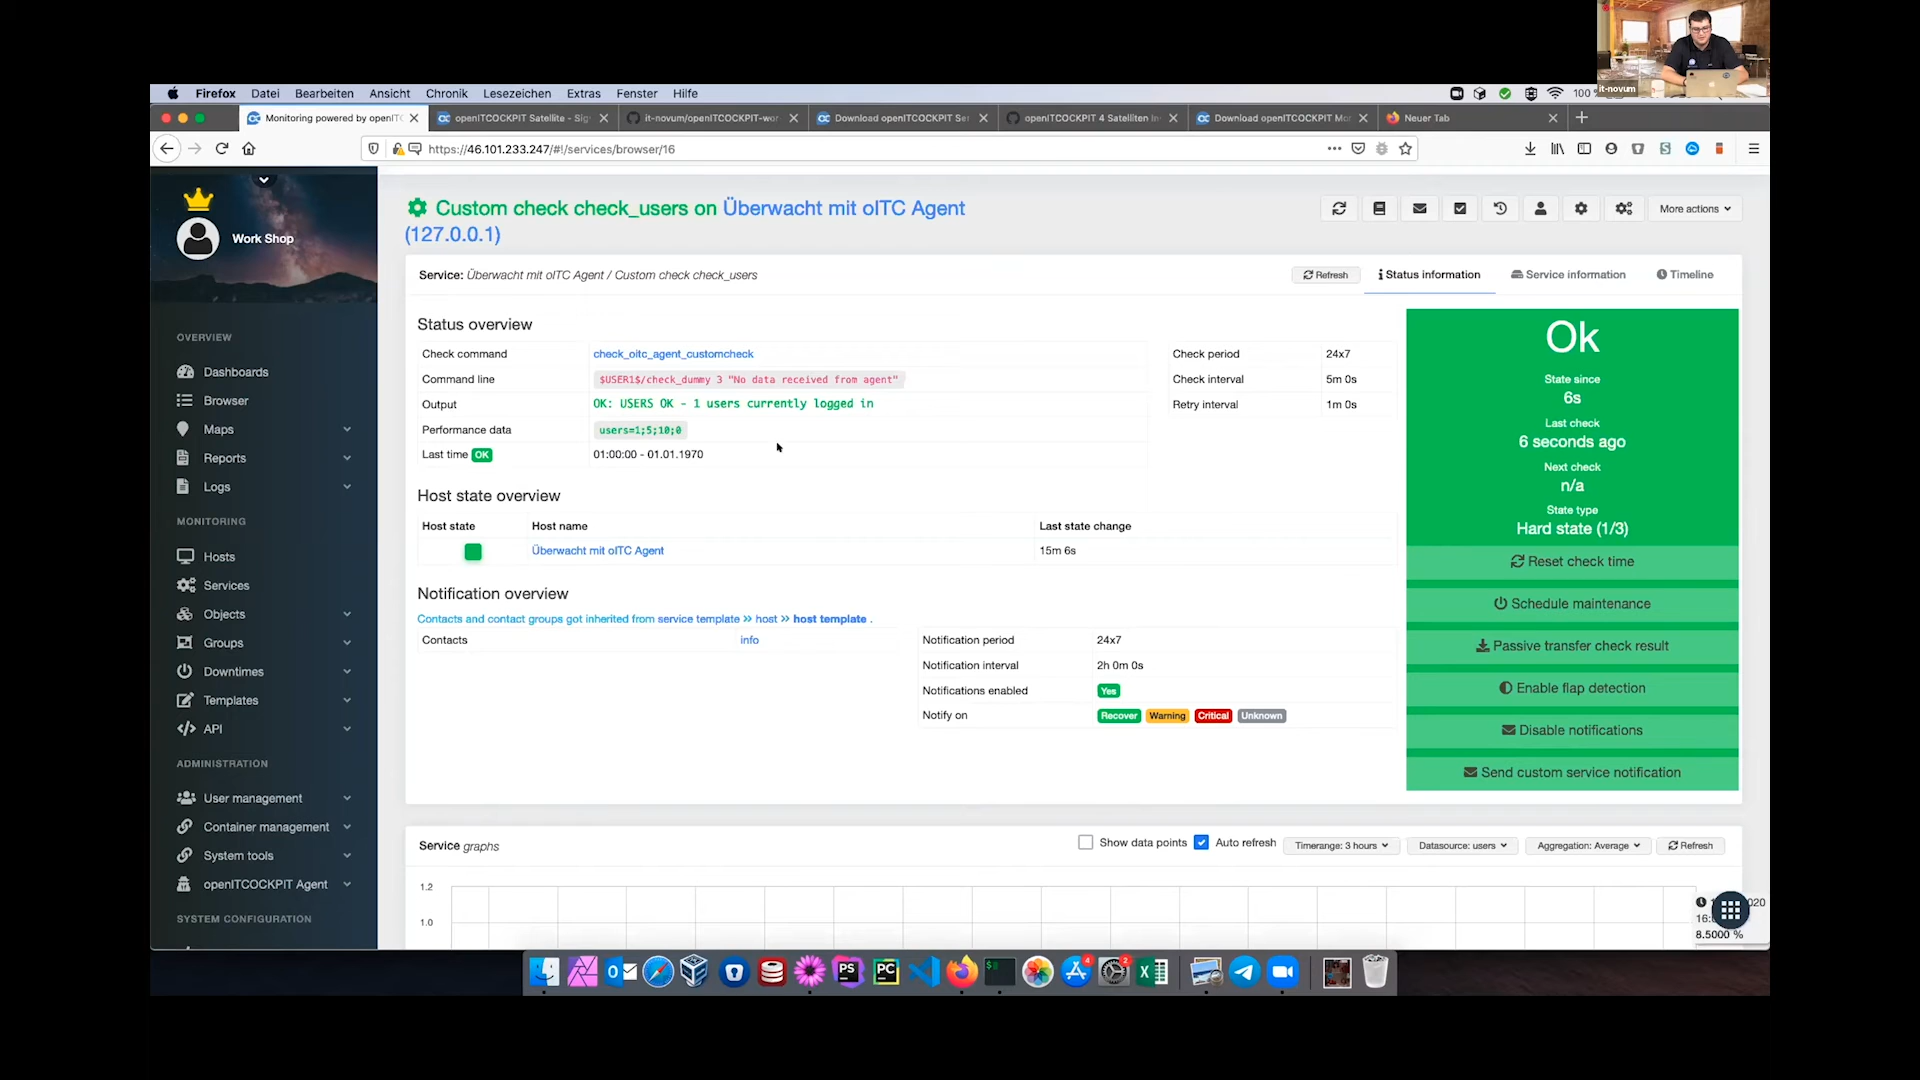 it-novum
Firefox Datei Bearbeiten Ansicht Chronik Lesezeichen Extras Fenster Hilfe
Monitoring powered by openITC
openITCOCKPIT Satellite - Sig
it-novum/openITCOCKPIT-wor
Download openITCOCKPIT Ser
openITCOCKPIT 4 Satelliten In
Download openITCOCKPIT Mor
Neuer Tab
https://46.101.233.247/#!/services/browser/16
Work Shop
OVERVIEW
Dashboards
Browser
Maps
Reports
Logs
MONITORING
Hosts
Services
Objects
Groups
Downtimes
Templates
API
ADMINISTRATION
User management
Container management
System tools
openITCOCKPIT Agent
SYSTEM CONFIGURATION
Custom check check_users on Überwacht mit oITC Agent
(127.0.0.1)
More actions
Service: Überwacht mit oITC Agent / Custom check check_users
Refresh
Status information
Service information
Timeline
Status overview
Check command check_oitc_agent_customcheck
Command line $USER1$/check_dummy 3 "No data received from agent"
Output OK: USERS OK - 1 users currently logged in
Performance data users=1;5;10;0
Last time OK 01:00:00 - 01.01.1970
Check period 24x7
Check interval 5m 0s
Retry interval 1m 0s
Host state overview
Host state Host name Last state change
Überwacht mit oITC Agent 15m 6s
Notification overview
Contacts and contact groups got inherited from service template >> host >> host template .
Contacts info
Notification period 24x7
Notification interval 2h 0m 0s
Notifications enabled Yes
Notify on Recover Warning Critical Unknown
Ok
State since
6s
Last check
6 seconds ago
Next check
n/a
State type
Hard state (1/3)
Reset check time
Schedule maintenance
Passive transfer check result
Enable flap detection
Disable notifications
Send custom service notification
Service graphs
Show data points
Auto refresh
Timerange: 3 hours
Datasource: users
Aggregation: Average
Refresh
1.2
1.0
8.5000 %